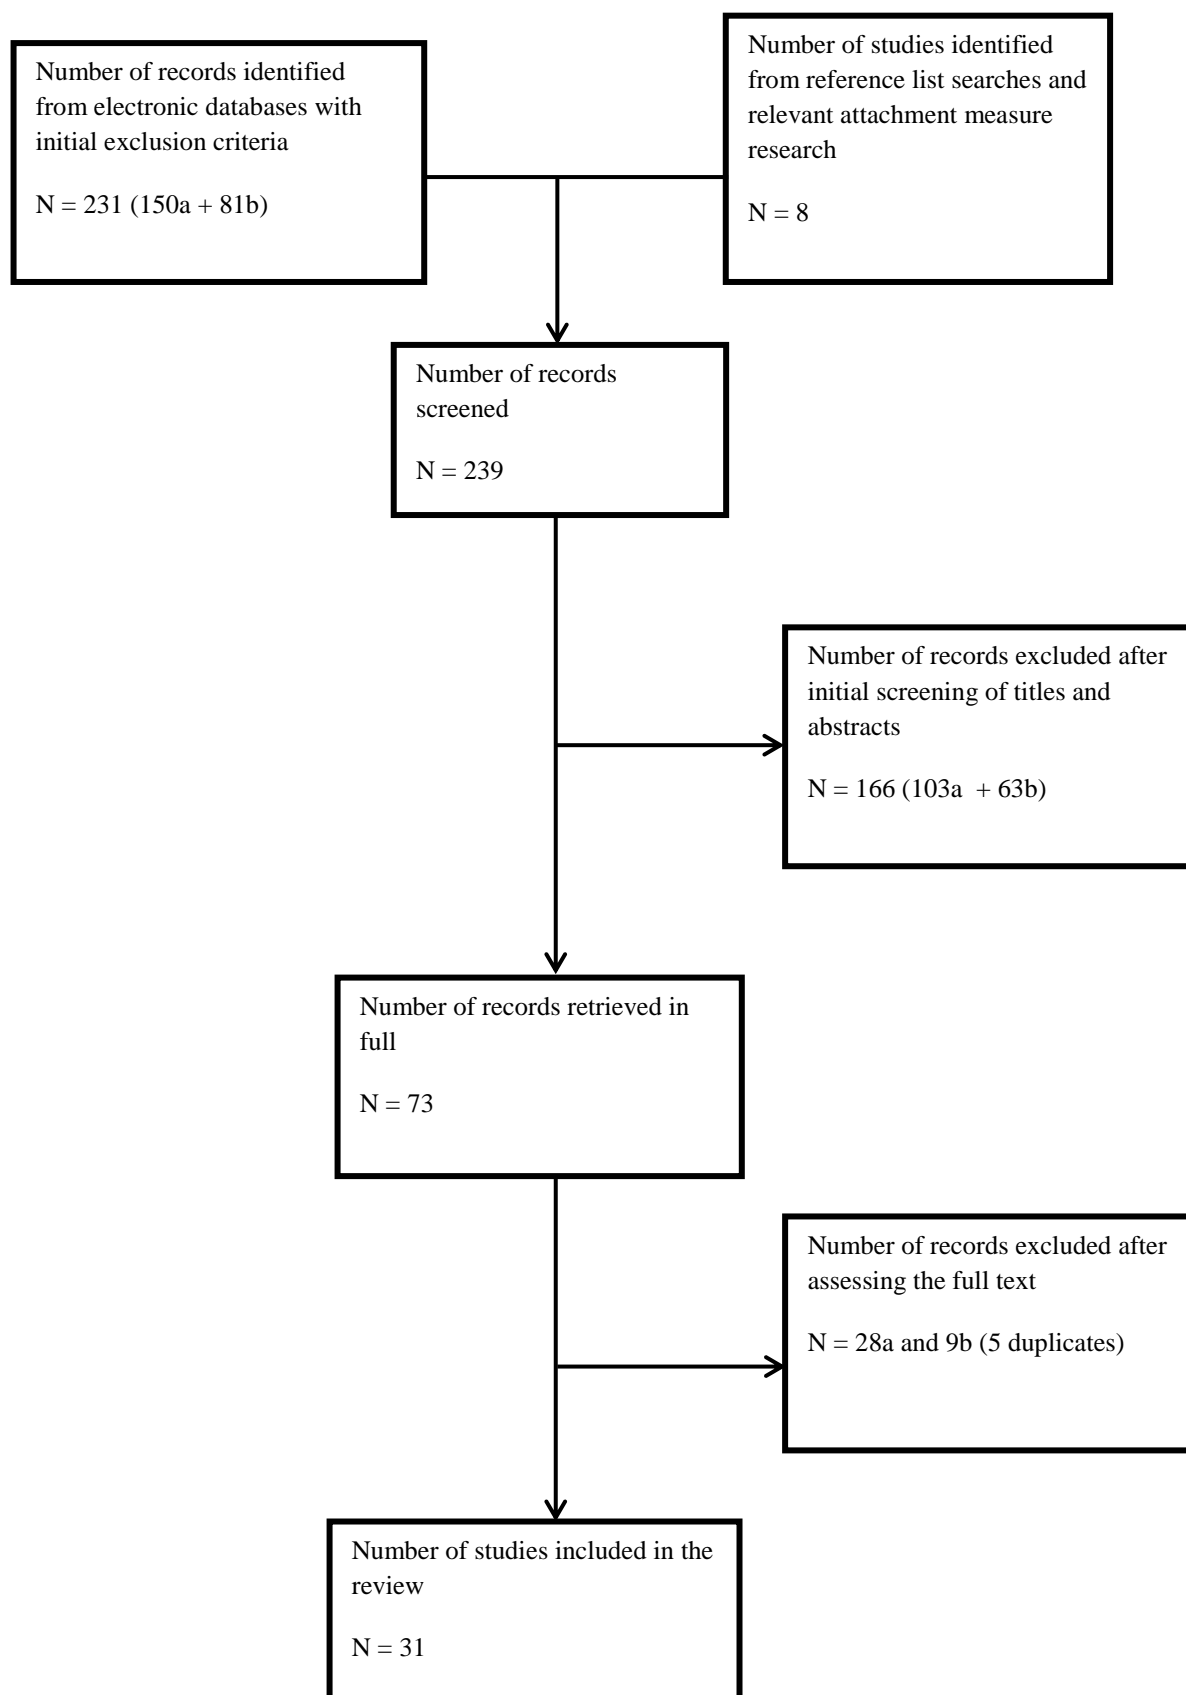 Number of records identified
from electronic databases with
initial exclusion criteria
N = 231 (150a + 81b)
Number of studies identified
from reference list searches and
relevant attachment measure
research
N = 8
Number of records
screened
N = 239
Number of records excluded after
initial screening of titles and
abstracts
N = 166 (103a  + 63b)
Number of records retrieved in
full
N = 73
Number of records excluded after
assessing the full text
N = 28a and 9b (5 duplicates)
Number of studies included in the
review
N = 31